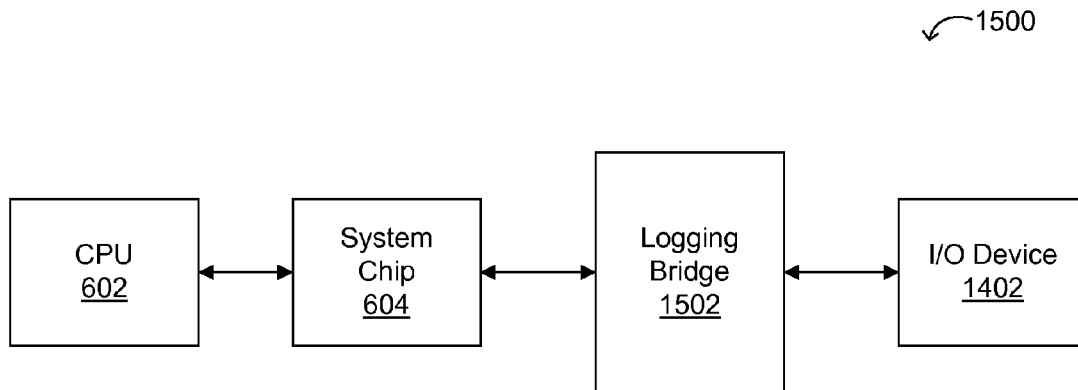 1500
CPU
602
System
Chip
604
Logging
Bridge
1502
I/O Device
1402